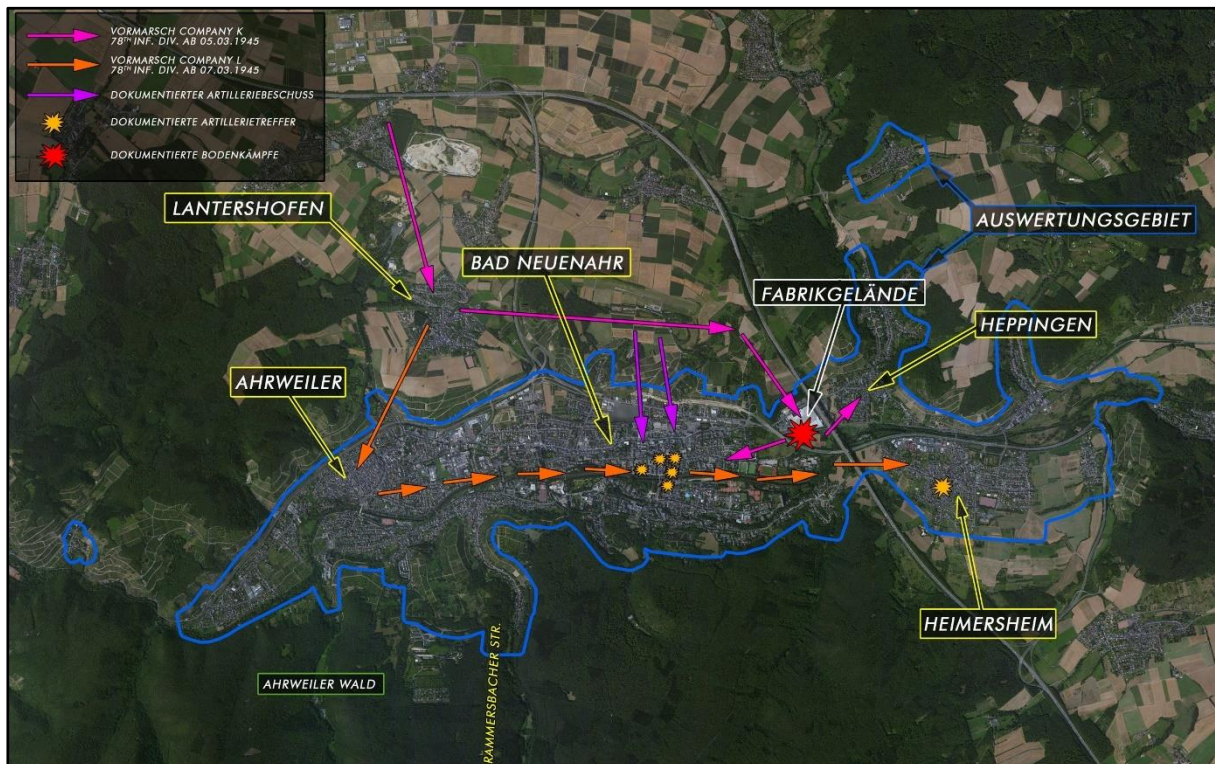 VORMARSCH COMPANY K
78TH INF. DIV. AB 05.03.1945
VORMARSCH COMPANY L
78TH INF. DIV. AB 07.03.1945
DOKUMENTIERTER ARTILLERIEBESCHUSS
DOKUMENTIERTE ARTILLERIETREFFER
DOKUMENTIERTE BODENKÄMPFE
LANTERSHOFEN
AUSWERTUNGSGEBIET
BAD NEUENAHR
FABRIKGELÄNDE
HEPPINGEN
AHRWEILER
HEIMERSHEIM
AHRWEILER WALD
RÄMMERSBACHER STR.